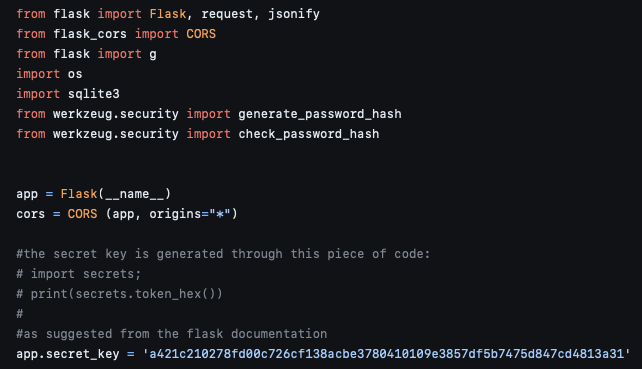 from flask import Flask, request, jsonify
from flask_cors import CORS
from flask import g
import os
import sqlite3
from werkzeug.security import generate_password_hash
from werkzeug.security import check_password_hash
app = Flask(__name__)
cors = CORS (app, origins="*")
#the secret key is generated through this piece of code:
# import secrets;
# print(secrets.token_hex())
#
#as suggested from the flask documentation
app.secret_key = 'a421c210278fd00c726cf138acbe3780410109e3857df5b7475d847cd4813a31'